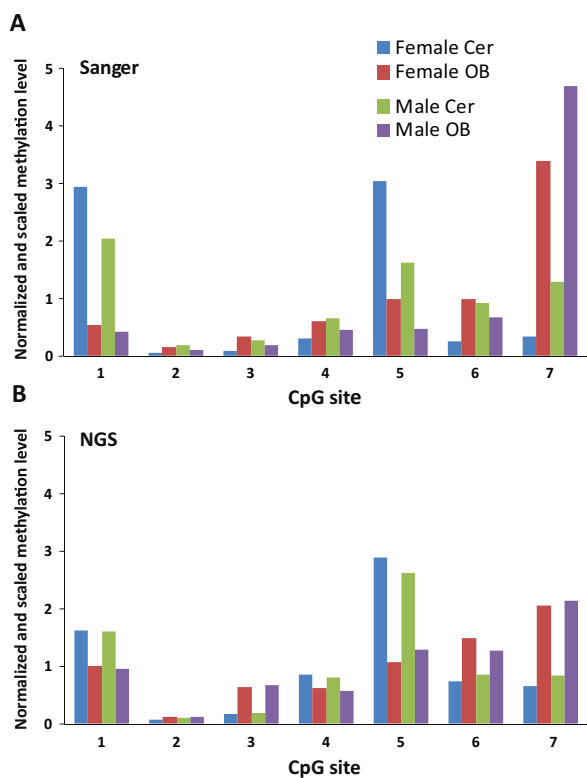 A
Sanger
Female Cer
Female OB
Male Cer
Male OB
Normalized and scaled methylation level
5
4
3
2
1
0
1 2 3 4 5 6 7
CpG site
B
NGS
Normalized and scaled methylation level
5
4
3
2
1
0
1 2 3 4 5 6 7
CpG site